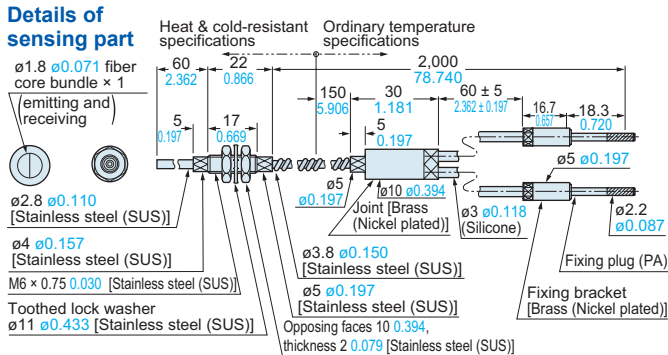 Details of
sensing part
Heat & cold-resistant
specifications
Ordinary temperature
specifications
ø1.8 ø0.071 fiber
core bundle × 1
(emitting and
receiving)
60
2.362
22
0.866
2,000
78.740
150
5.906
30
1.181
60 ± 5
2.362 ± 0.197
16.7
0.657
18.3
0.720
5
0.197
17
0.669
5
0.197
ø5 ø0.197
ø5
ø0.197
ø10 ø0.394
Joint [Brass
(Nickel plated)]
ø3 ø0.118
(Silicone)
ø2.2
ø0.087
ø2.8 ø0.110
[Stainless steel (SUS)]
ø4 ø0.157
[Stainless steel (SUS)]
M6 × 0.75 0.030 [Stainless steel (SUS)]
Toothed lock washer
ø11 ø0.433 [Stainless steel (SUS)]
ø3.8 ø0.150
[Stainless steel (SUS)]
ø5 ø0.197
[Stainless steel (SUS)]
Opposing faces 10 0.394,
thickness 2 0.079 [Stainless steel (SUS)]
Fixing plug (PA)
Fixing bracket
[Brass (Nickel plated)]